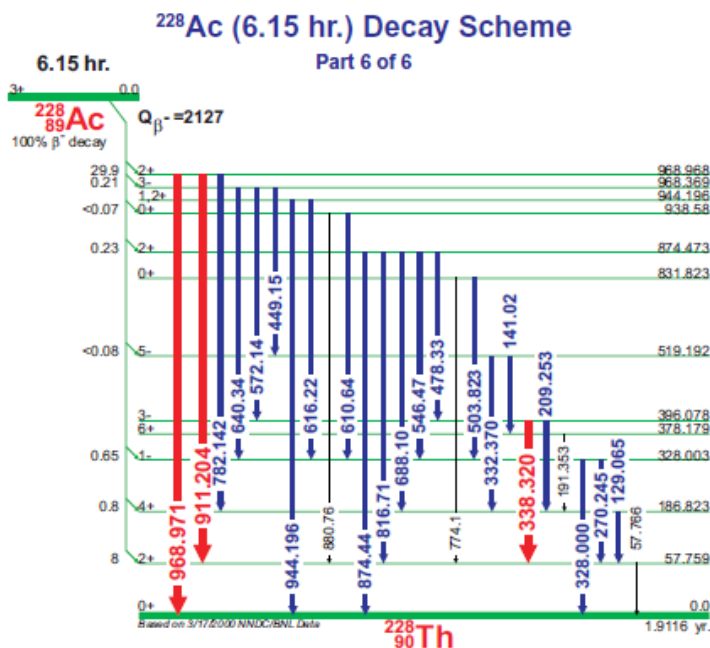 228Ac (6.15 hr.) Decay Scheme
Part 6 of 6
6.15 hr.
3+ 0.0
228 89 Ac
Qβ- =2127
100% β- decay
29.9 2+ 968.968
0.21 3- 968.369
1,2+ 944.196
<0.07 0+ 938.58
0.23 2+ 874.473
0+ 831.823
<0.08 5- 519.192
3- 396.078
6+ 378.179
0.65 1- 328.003
0.8 4+ 186.823
8 2+ 57.759
0+ 0.0
968.971
911.204
782.142
640.34
572.14
449.15
944.196
616.22
880.76
610.64
874.44
816.71
688.10
546.47
478.33
774.1
503.823
332.370
141.02
338.320
209.253
191.353
328.000
270.245
129.065
57.766
Based on 3/17/2000 NNDC/BNL Data
228 90 Th
1.9116 yr.